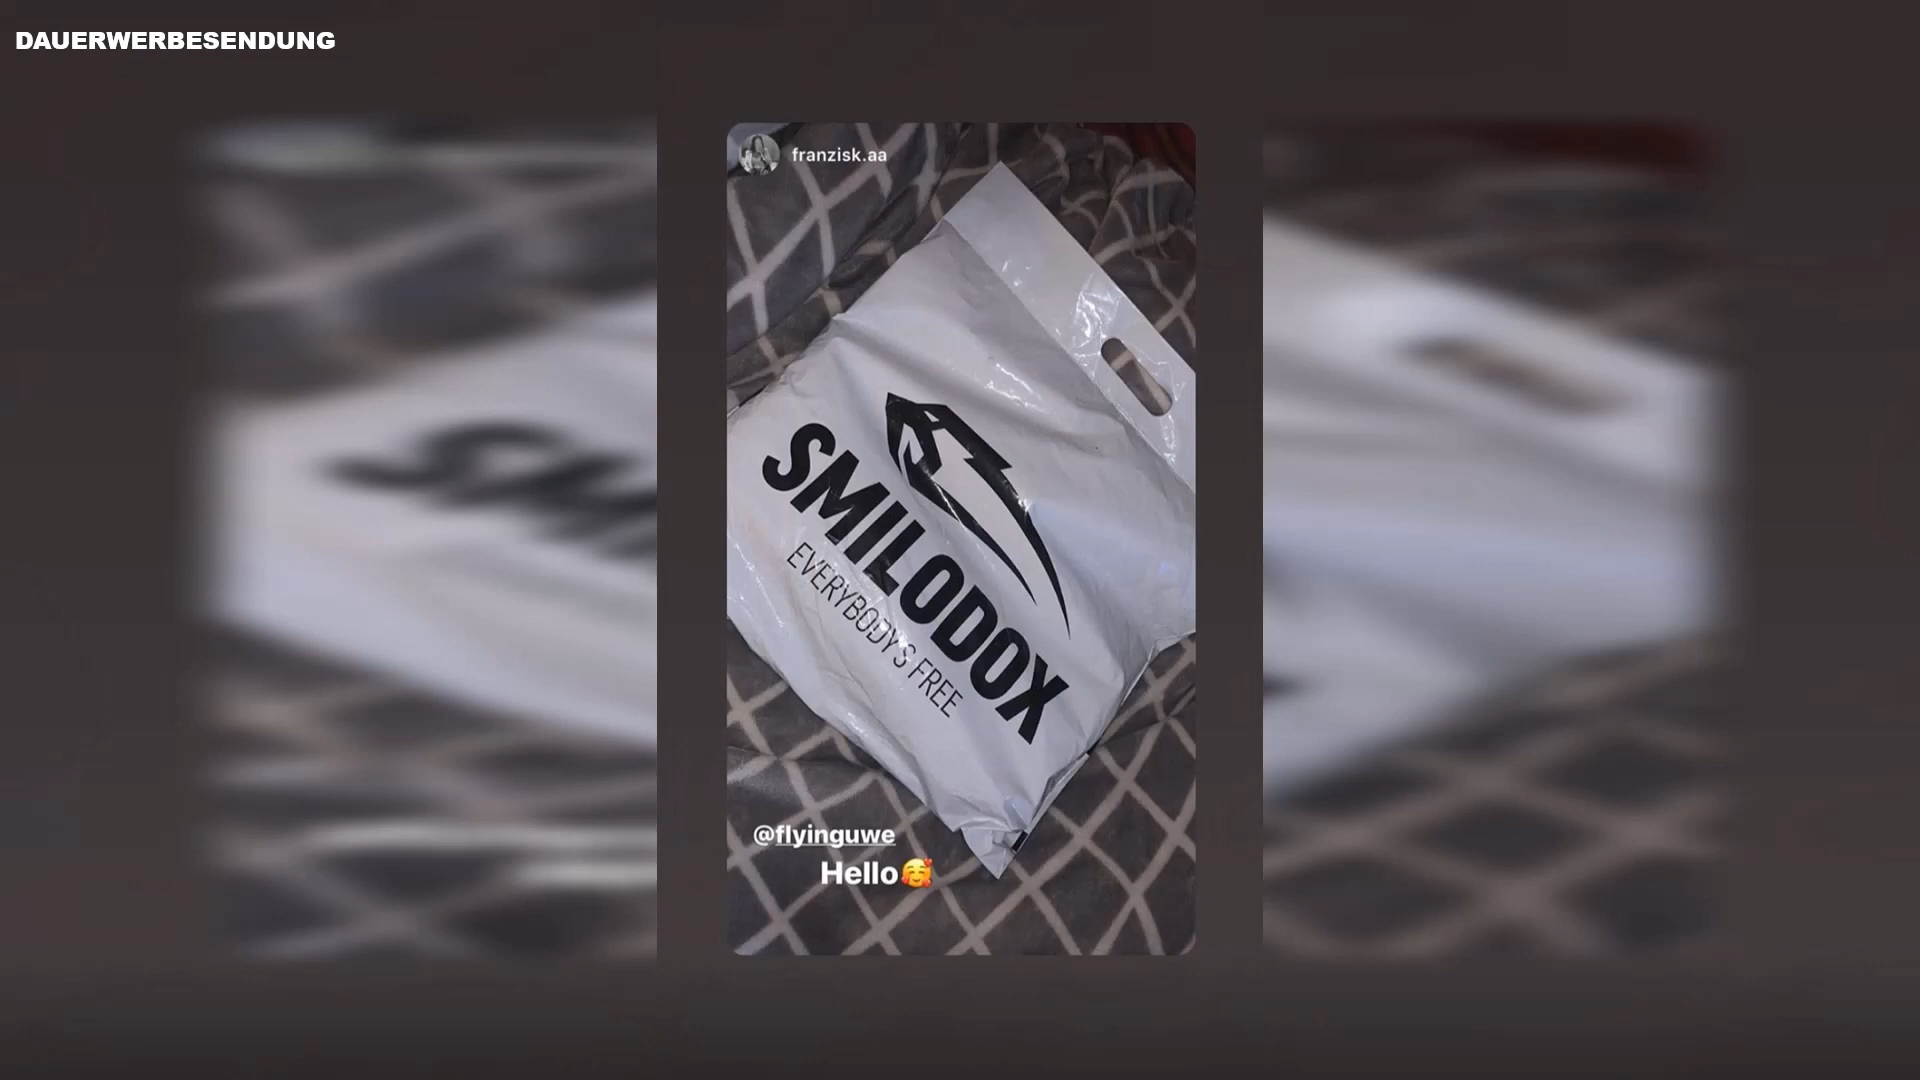 DAUERWERBESENDUNG
franzisk.aa
SMILODOX
EVERYBODY'S FREE
@flyinguwe
Hello🥰